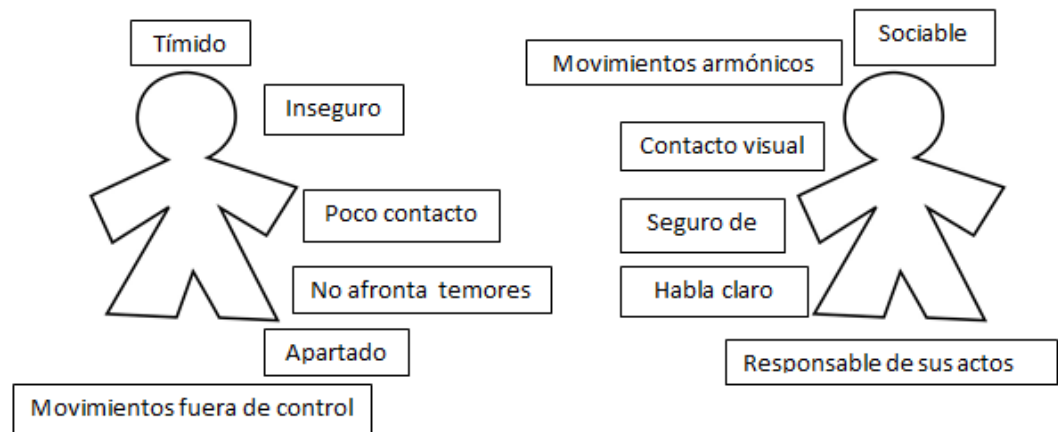 Tímido
Inseguro
Poco contacto
No afronta temores
Apartado
Movimientos fuera de control
Sociable
Movimientos armónicos
Contacto visual
Seguro de
Habla claro
Responsable de sus actos